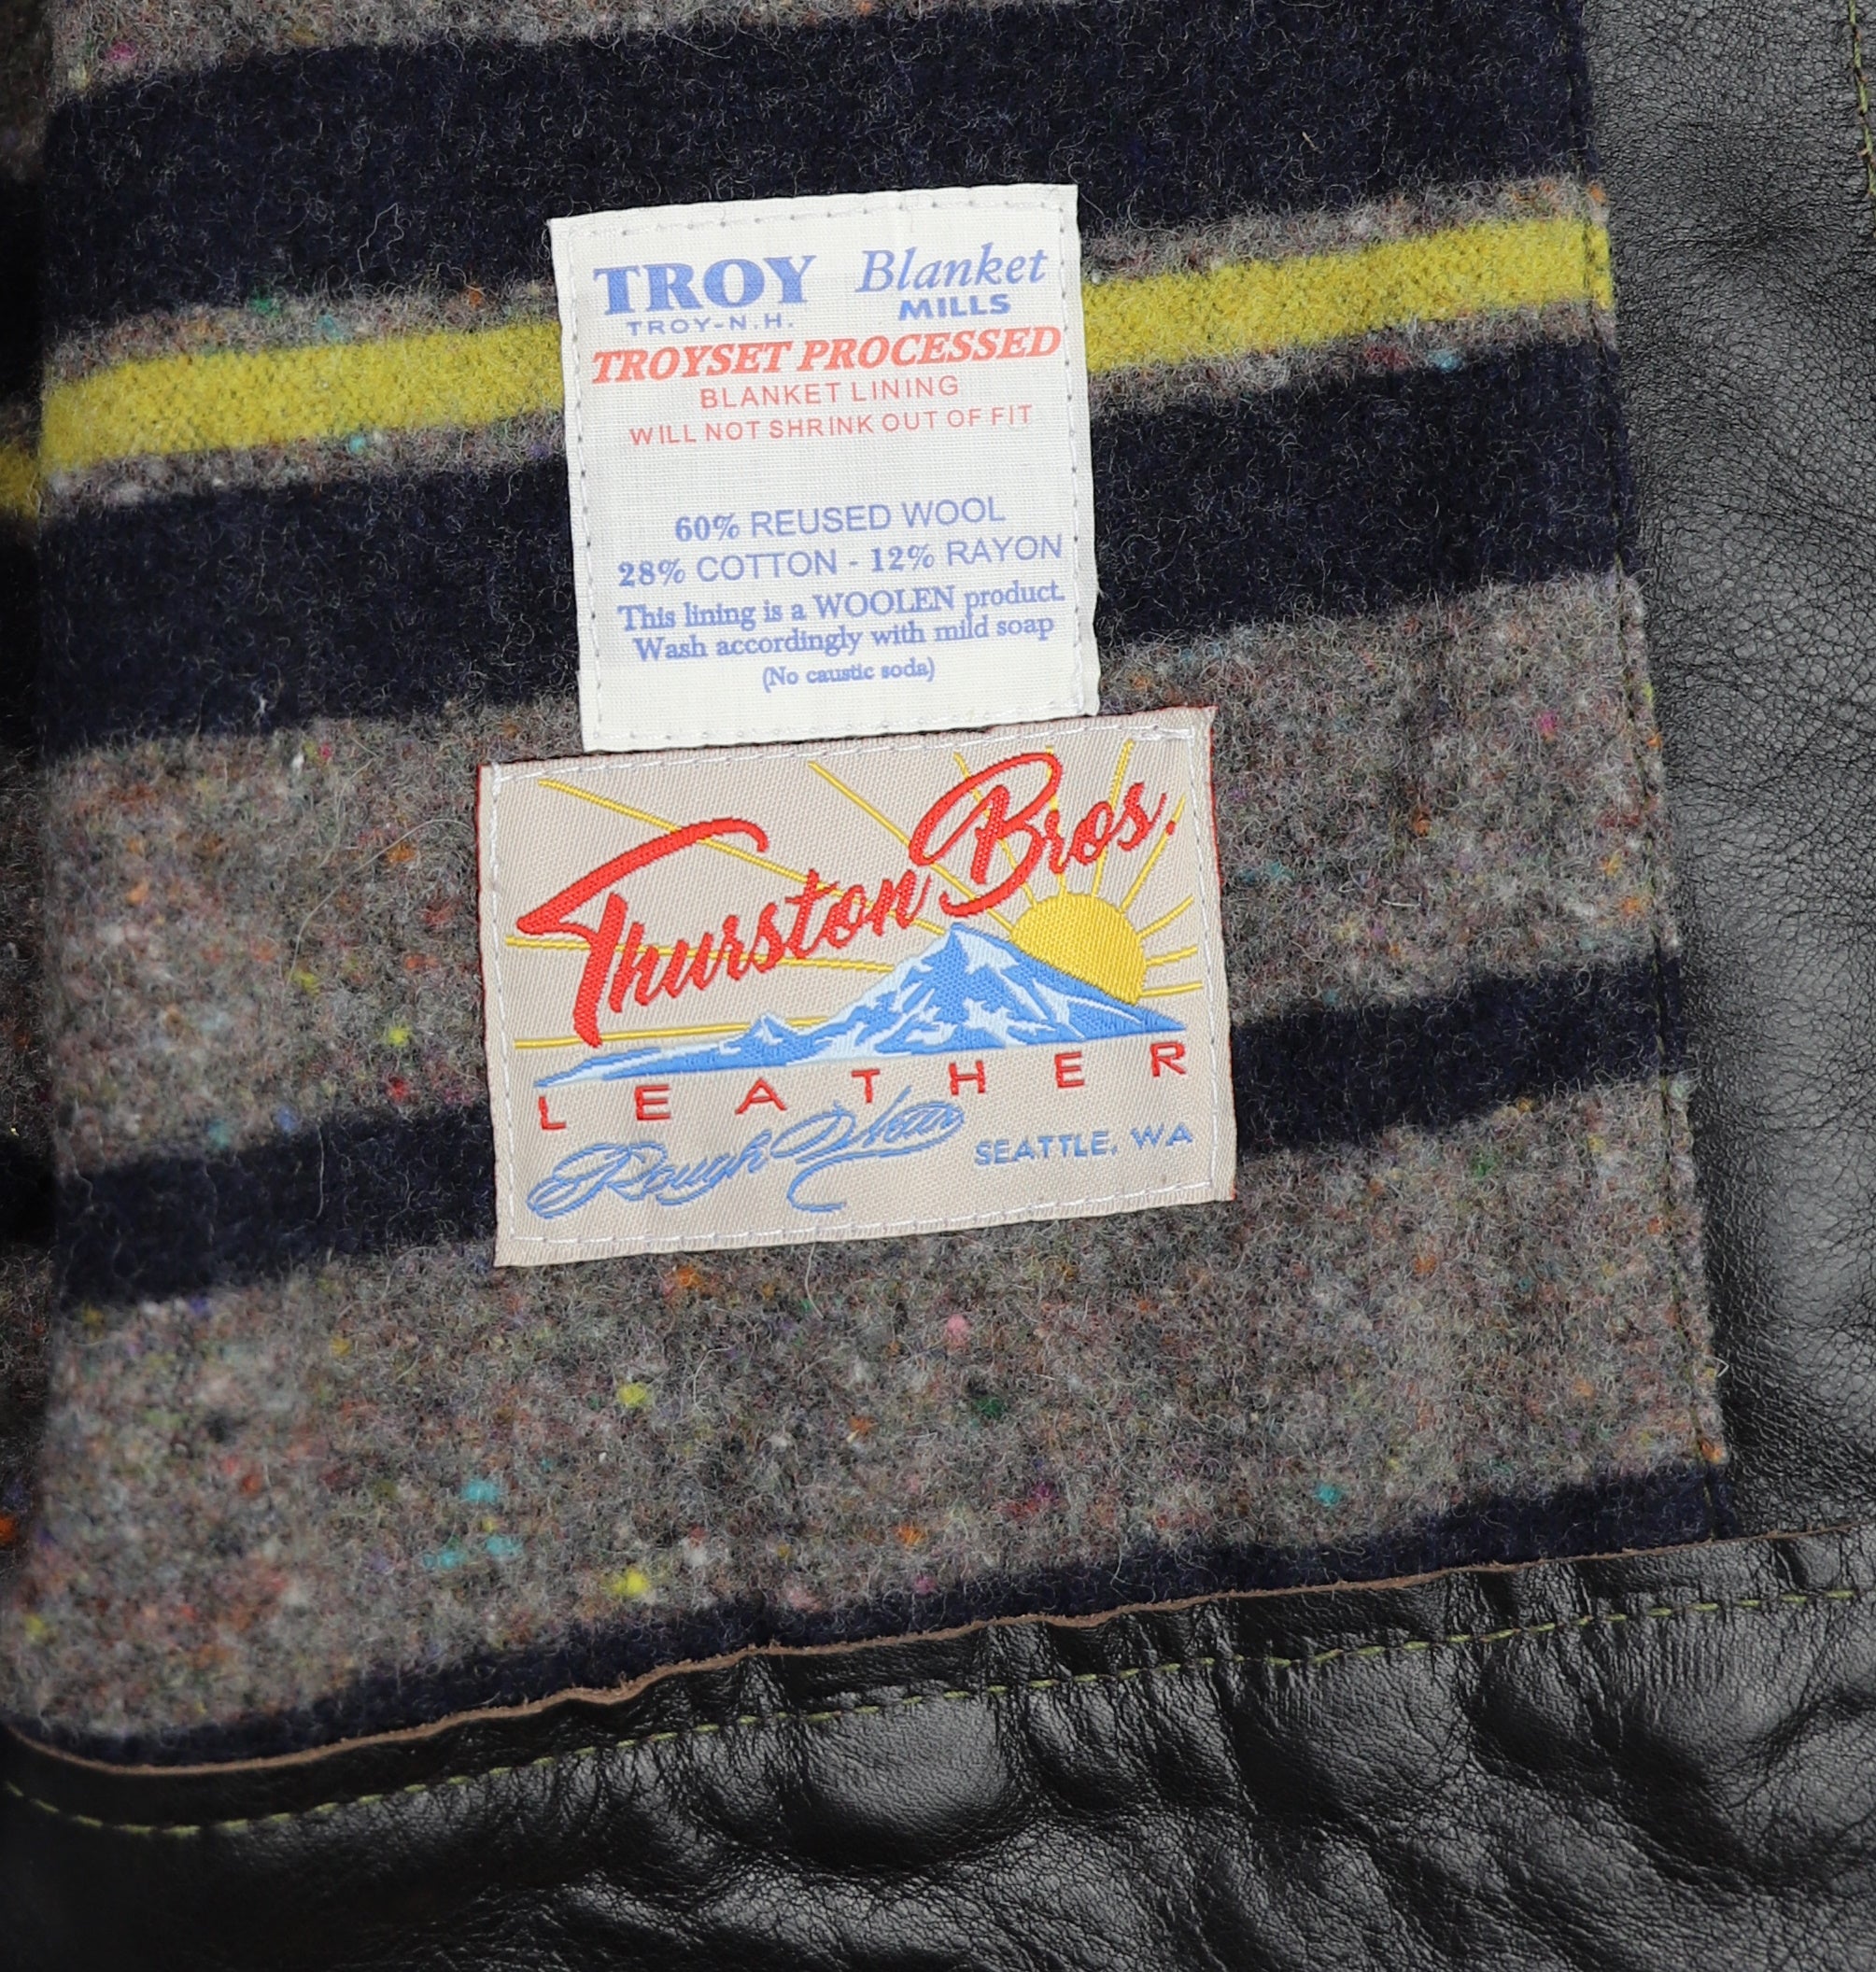 TROY Blanket
TROY-N.H. MILLS
TROYSET PROCESSED
BLANKET LINING
WILL NOT SHRINK OUT OF FIT
60% REUSED WOOL
28% COTTON - 12% RAYON
This lining is a WOOLEN product.
Wash accordingly with mild soap
(No caustic soda)
Thurston Bros.
LEATHER
Rough Wear SEATTLE, WA